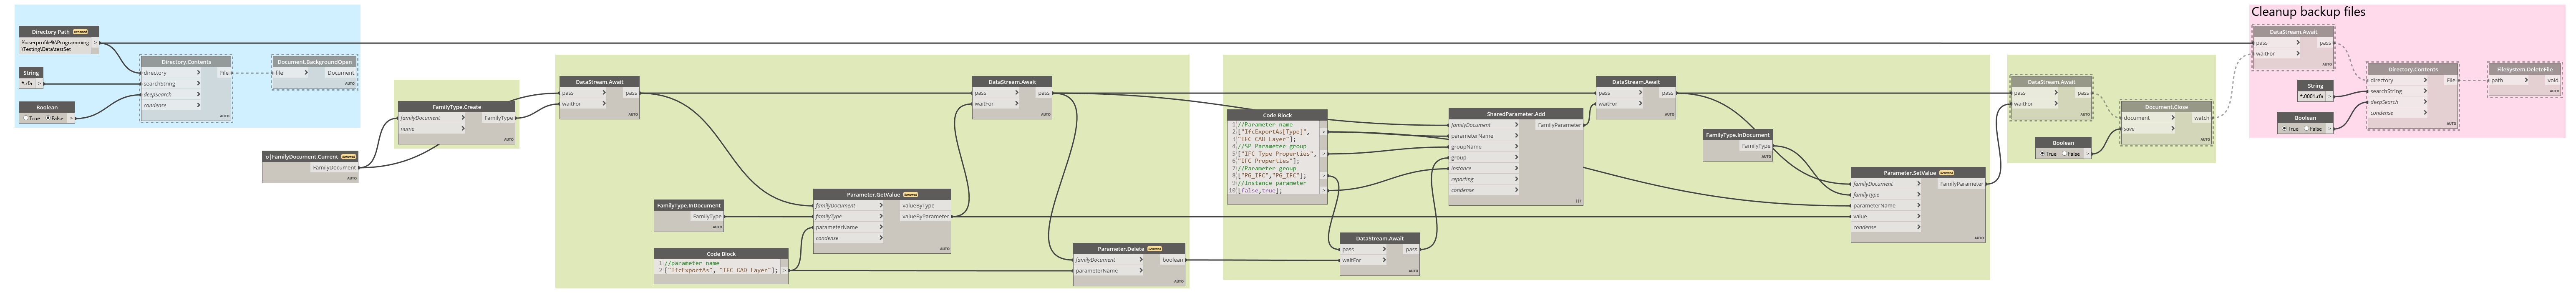 Cleanup backup files
Directory Path
%userprofile%\Programming
\Testing\Data\testSet
>
String
*.rfa >
Boolean
True False >
Directory.Contents
directory > File
searchString >
deepSearch >
condense >
AUTO
Document.BackgroundOpen
file > Document
AUTO
o|FamilyDocument.Current
FamilyDocument
AUTO
FamilyType.Create
familyDocument > FamilyType
name >
AUTO
DataStream.Await
pass > pass
waitFor >
AUTO
FamilyType.InDocument
FamilyType
AUTO
Code Block
1 //parameter name
2 ["IfcExportAs", "IFC CAD Layer"]; >
Parameter.GetValue
familyDocument > valueByType
familyType > valueByParameter
parameterName >
condense >
AUTO
DataStream.Await
pass > pass
waitFor >
AUTO
Parameter.Delete
familyDocument > boolean
parameterName >
AUTO
Code Block
1 //Parameter name
2 ["IfcExportAs[Type]", >
3 "IFC CAD Layer"];
4 //SP Parameter group
5 ["IFC Type Properties", >
6 "IFC Properties"];
7 //Parameter group
8 ["PG_IFC","PG_IFC"]; >
9 //Instance parameter
10 [false,true]; >
DataStream.Await
pass > pass
waitFor >
AUTO
SharedParameter.Add
familyDocument > FamilyParameter
parameterName >
groupName >
group >
instance >
reporting >
condense >
DataStream.Await
pass > pass
waitFor >
AUTO
FamilyType.InDocument
FamilyType
AUTO
Parameter.SetValue
familyDocument > FamilyParameter
familyType >
parameterName >
value >
condense >
AUTO
DataStream.Await
pass > pass
waitFor >
AUTO
Boolean
True False >
Document.Close
document > watch
save >
AUTO
DataStream.Await
pass > pass
waitFor >
AUTO
String
*.0001.rfa >
Boolean
True False >
Directory.Contents
directory > File
searchString >
deepSearch >
condense >
AUTO
FileSystem.DeleteFile
path > void
AUTO